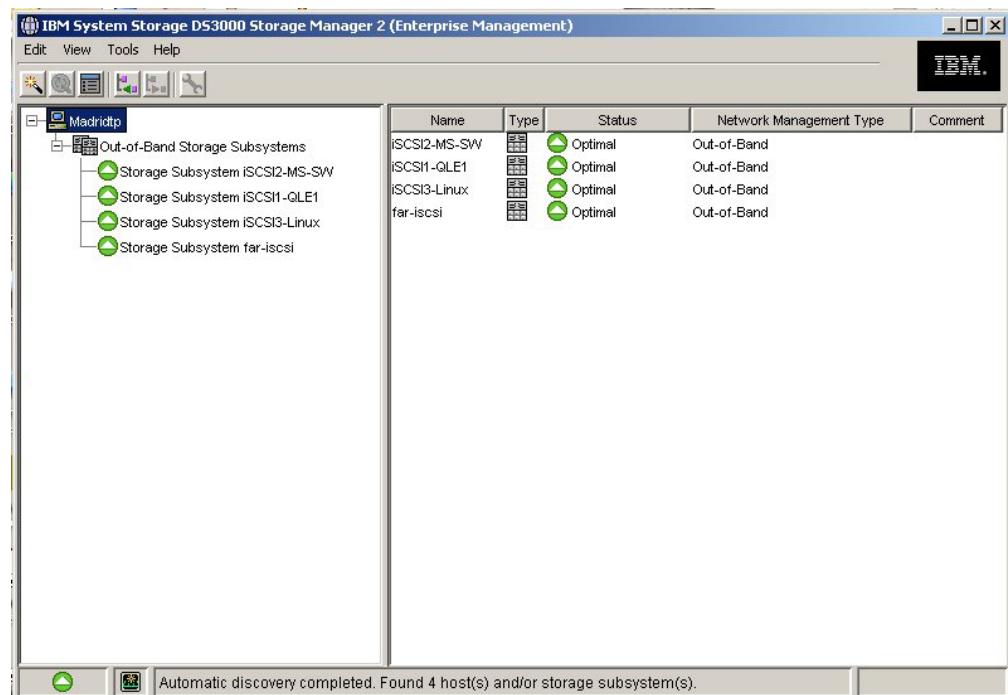 IBM System Storage DS3000 Storage Manager 2 (Enterprise Management)
Edit View Tools Help
IBM.
Madridtp
Out-of-Band Storage Subsystems
Storage Subsystem iSCSI2-MS-SW
Storage Subsystem iSCSI1-QLE1
Storage Subsystem iSCSI3-Linux
Storage Subsystem far-iscsi
Name Type Status Network Management Type Comment
iSCSI2-MS-SW Optimal Out-of-Band
iSCSI1-QLE1 Optimal Out-of-Band
iSCSI3-Linux Optimal Out-of-Band
far-iscsi Optimal Out-of-Band
Automatic discovery completed. Found 4 host(s) and/or storage subsystem(s).